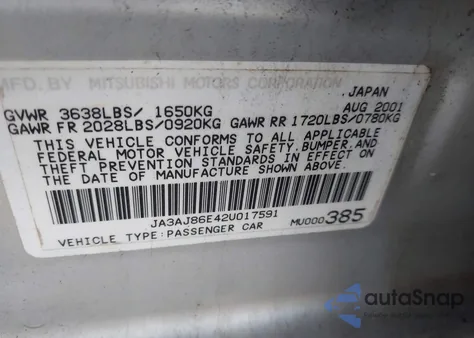 MFD. BY MITSUBISHI MOTORS CORPORATION
JAPAN
GVWR 3638LBS/ 1650KG AUG 2001
GAWR FR 2028LBS/0920KG GAWR RR 1720LBS/0780KG
THIS VEHICLE CONFORMS TO ALL APPLICABLE
FEDERAL MOTOR VEHICLE SAFETY, BUMPER, AND
THEFT PREVENTION STANDARDS IN EFFECT ON
THE DATE OF MANUFACTURE SHOWN ABOVE.
JA3AJ86E42U017591
MU000385
VEHICLE TYPE:PASSENGER CAR
autoSnap